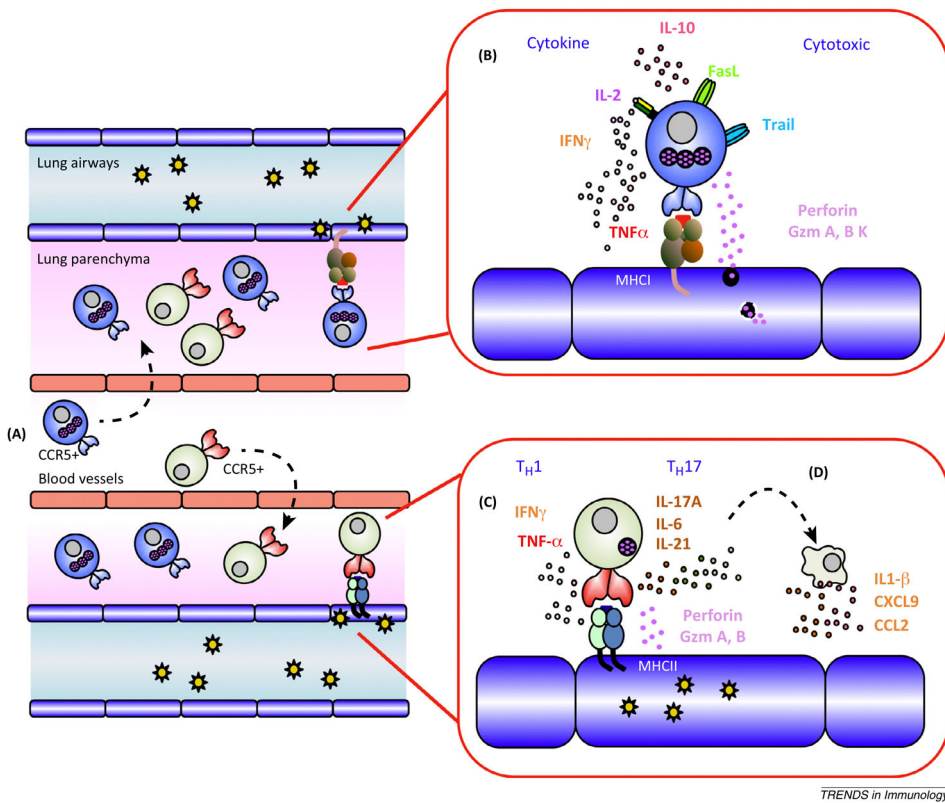 Lung airways
Lung parenchyma
(A)
CCR5+
CCR5+
Blood vessels
(B)
Cytokine
IL-10
Cytotoxic
FasL
IL-2
Trail
IFNγ
TNFα
Perforin
Gzm A, B K
MHCI
(C)
TH1
TH17
(D)
IFNγ
TNF-α
IL-17A
IL-6
IL-21
IL1-β
CXCL9
CCL2
Perforin
Gzm A, B
MHCII
TRENDS in Immunology